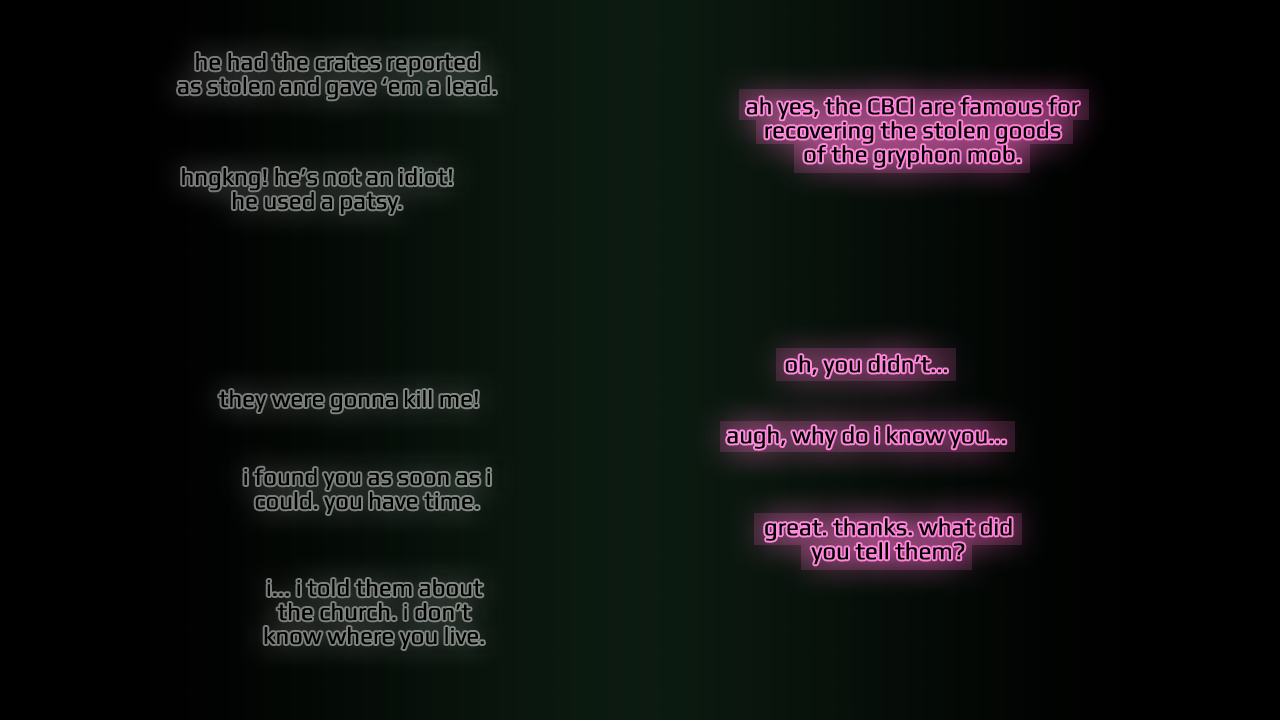 he had the crates reported
as stolen and gave ‘em a lead.
ah yes, the CBCI are famous for
recovering the stolen goods
of the gryphon mob.
hngkng! he’s not an idiot!
he used a patsy.
oh, you didn’t...
they were gonna kill me!
augh, why do i know you...
i found you as soon as i
could. you have time.
great. thanks. what did
you tell them?
i... i told them about
the church. i don’t
know where you live.